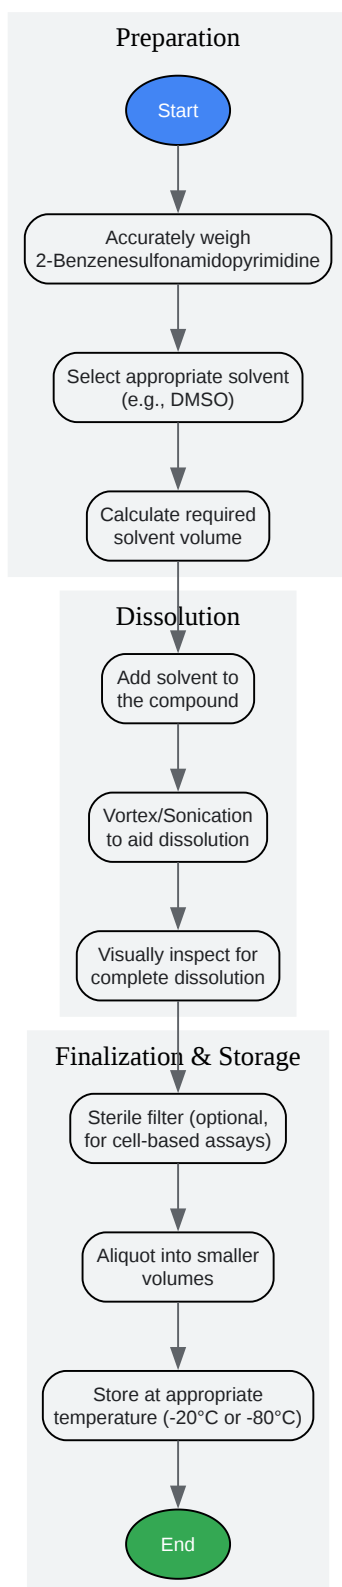 Preparation
Start
Accurately weigh
2-Benzenesulfonamidopyrimidine
Select appropriate solvent
(e.g., DMSO)
Calculate required
solvent volume
Dissolution
Add solvent to
the compound
Vortex/Sonication
to aid dissolution
Visually inspect for
complete dissolution
Finalization & Storage
Sterile filter (optional,
for cell-based assays)
Aliquot into smaller
volumes
Store at appropriate
temperature (-20°C or -80°C)
End